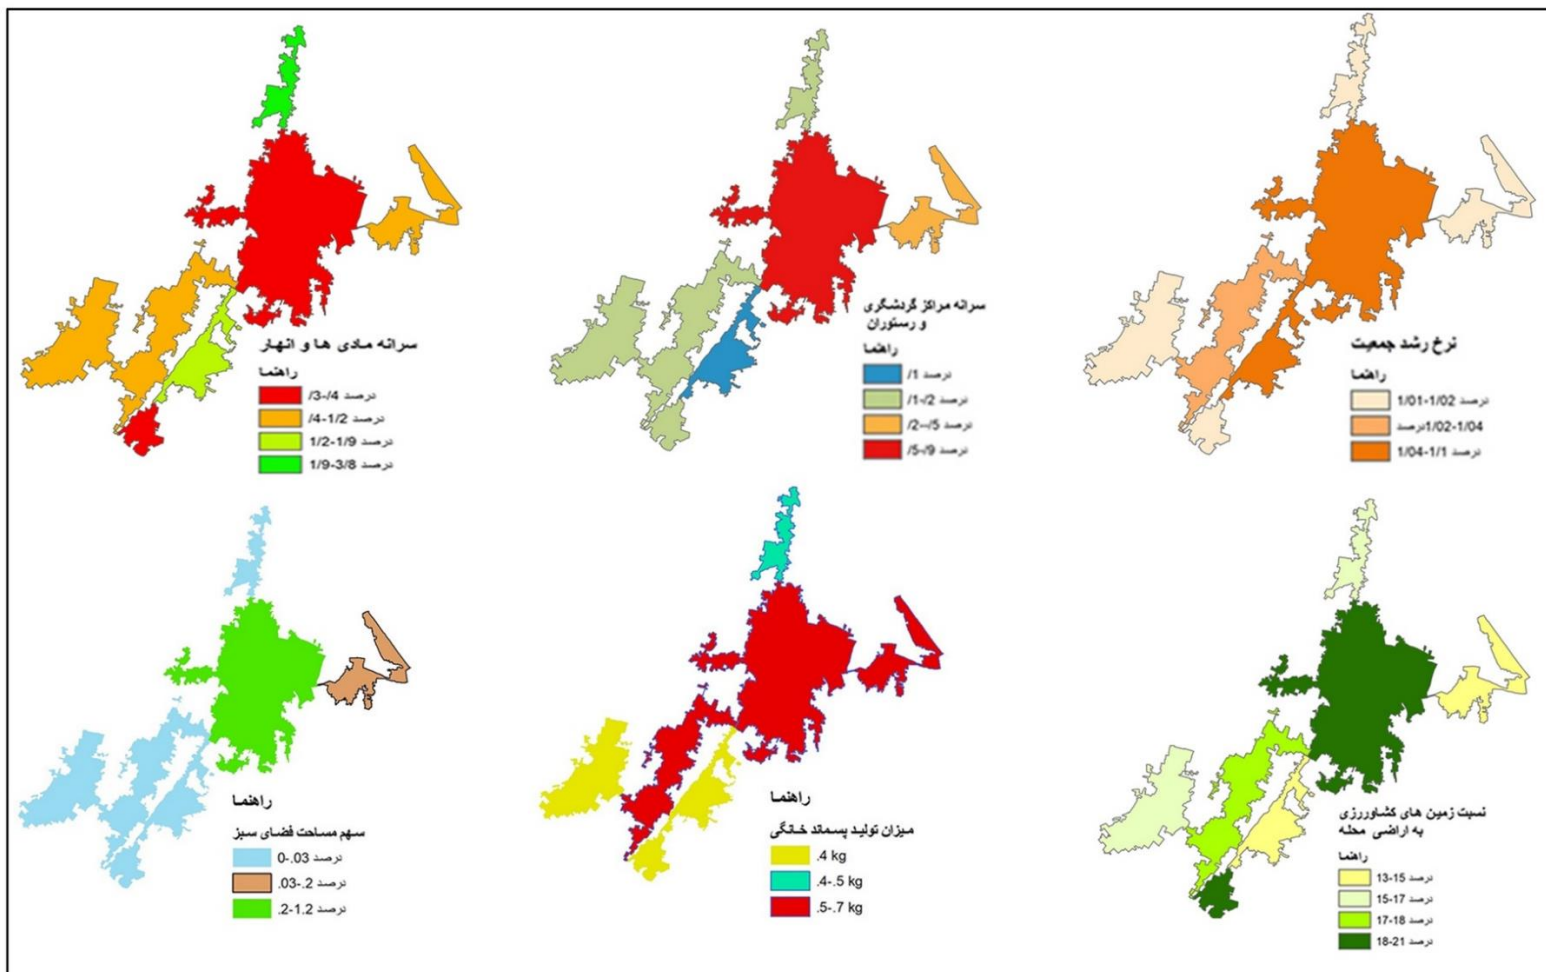 سرانه مادی ها و انهار
راهنما
درصد 4/-3/
درصد 1/2-4/
درصد 1/2-1/9
درصد 1/9-3/8
سرانه مراکز گردشگری
و رستوران
راهنما
درصد 1/
درصد 2/-1/
درصد 5/--2/
درصد 9/-5/
نرخ رشد جمعیت
راهنما
درصد 1/01-1/02
1/02-1/04درصد
درصد 1/04-1/1
راهنما
سهم مساحت فضای سبز
درصد 0-.03
درصد .03-.2
درصد .2-1.2
راهنما
میزان تولید پسماند خانگی
.4 kg
.4-.5 kg
.5-.7 kg
نسبت زمین های کشاورزی
به اراضی محله
راهنما
درصد 13-15
درصد 15-17
درصد 17-18
درصد 18-21